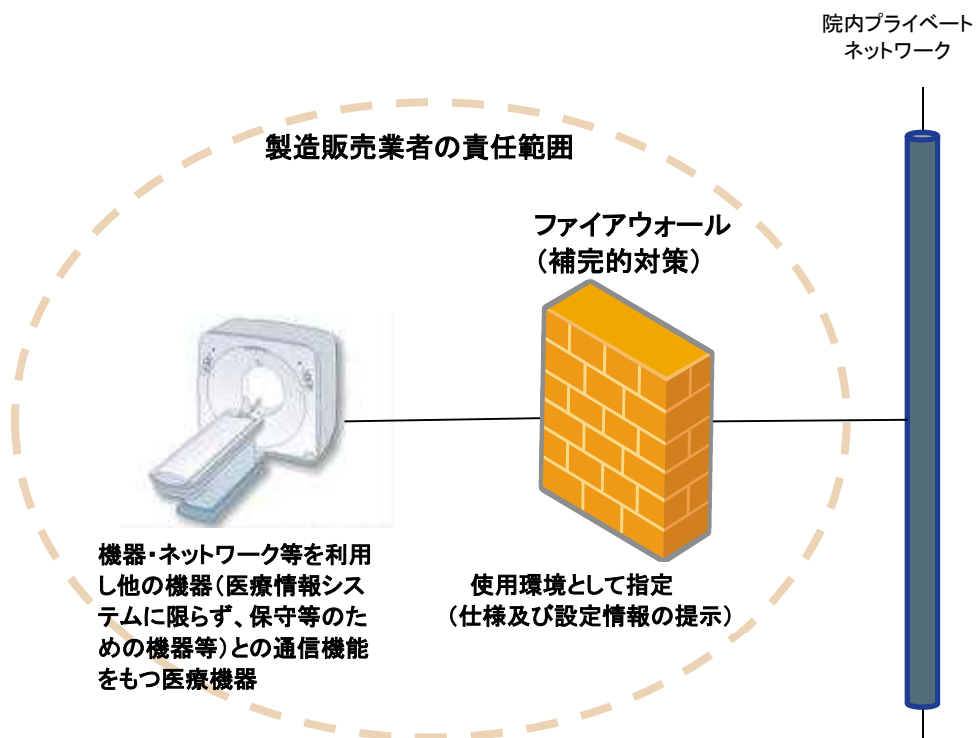 院内プライベート
ネットワーク
製造販売業者の責任範囲
ファイアウォール
（補完的対策）
機器・ネットワーク等を利用
し他の機器（医療情報シス
テムに限らず、保守等のた
めの機器等）との通信機能
をもつ医療機器
使用環境として指定
（仕様及び設定情報の提示）